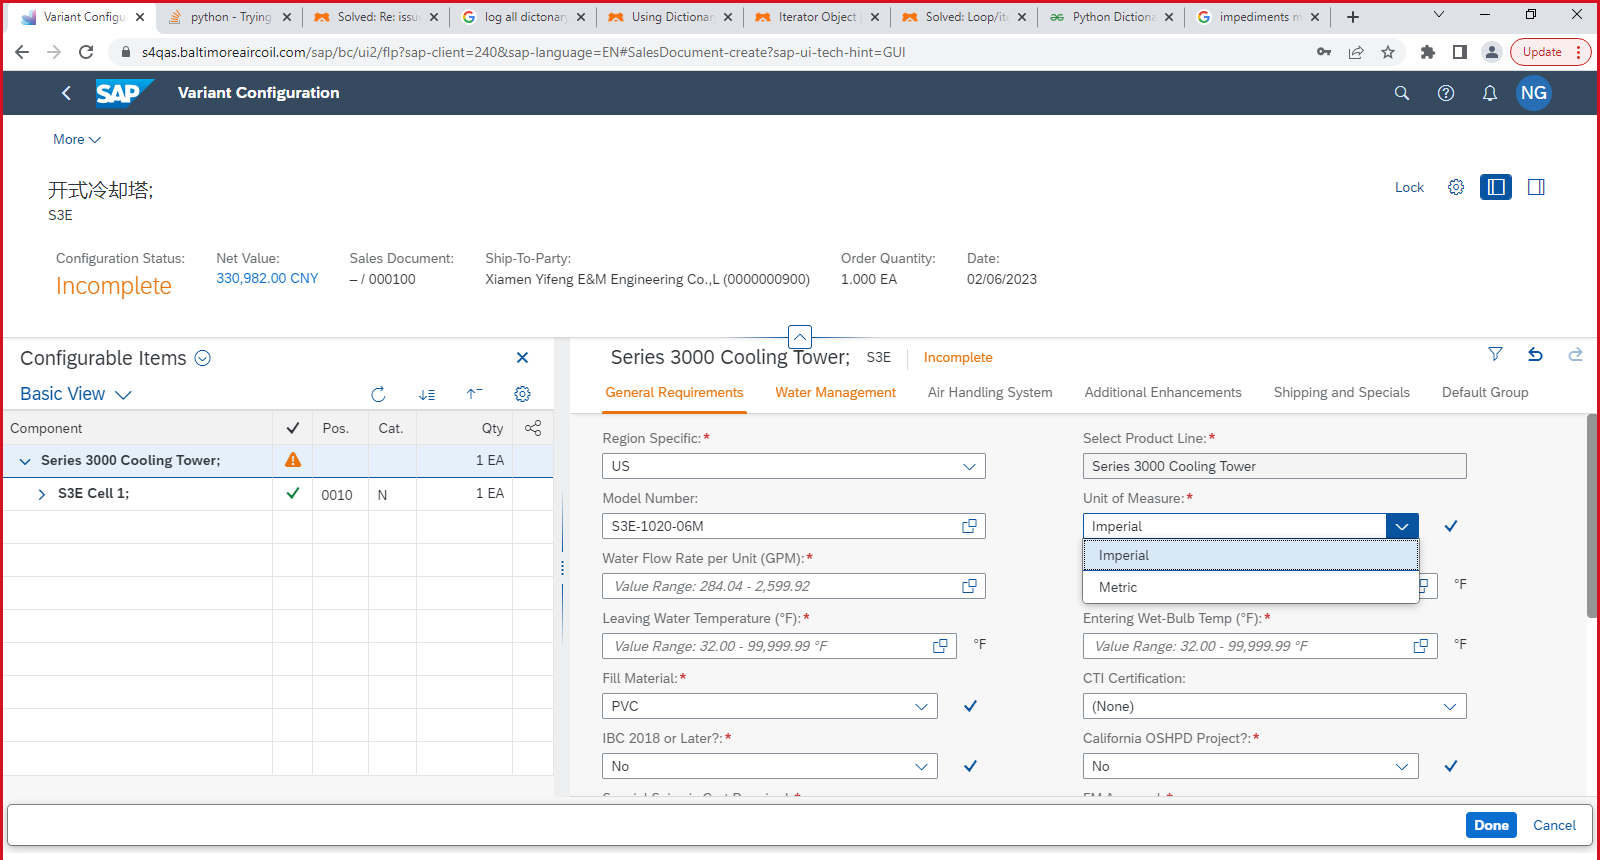 Variant Configu
python - Trying
Solved: Re: issue
log all dictonary
Using Dictionar
Iterator Object
Solved: Loop/ite
Python Dictiona
impediments m
s4qas.baltimoreaircoil.com/sap/bc/ui2/flp?sap-client=240&sap-language=EN#SalesDocument-create?sap-ui-tech-hint=GUI
Update
SAP
Variant Configuration
NG
More
开式冷却塔;
S3E
Lock
Configuration Status:
Incomplete
Net Value:
330,982.00 CNY
Sales Document:
– / 000100
Ship-To-Party:
Xiamen Yifeng E&M Engineering Co.,L (0000000900)
Order Quantity:
1.000 EA
Date:
02/06/2023
Configurable Items
Basic View
Component Pos. Cat. Qty
Series 3000 Cooling Tower; 1 EA
S3E Cell 1; 0010 N 1 EA
Series 3000 Cooling Tower; S3E Incomplete
General Requirements Water Management Air Handling System Additional Enhancements Shipping and Specials Default Group
Region Specific:*
US
Select Product Line:*
Series 3000 Cooling Tower
Model Number:
S3E-1020-06M
Unit of Measure:*
Imperial
Imperial
Metric
Water Flow Rate per Unit (GPM):*
Value Range: 284.04 - 2,599.92
°F
Leaving Water Temperature (°F):*
Value Range: 32.00 - 99,999.99 °F
°F
Entering Wet-Bulb Temp (°F):*
Value Range: 32.00 - 99,999.99 °F
°F
Fill Material:*
PVC
CTI Certification:
(None)
IBC 2018 or Later?:*
No
California OSHPD Project?:*
No
Done
Cancel